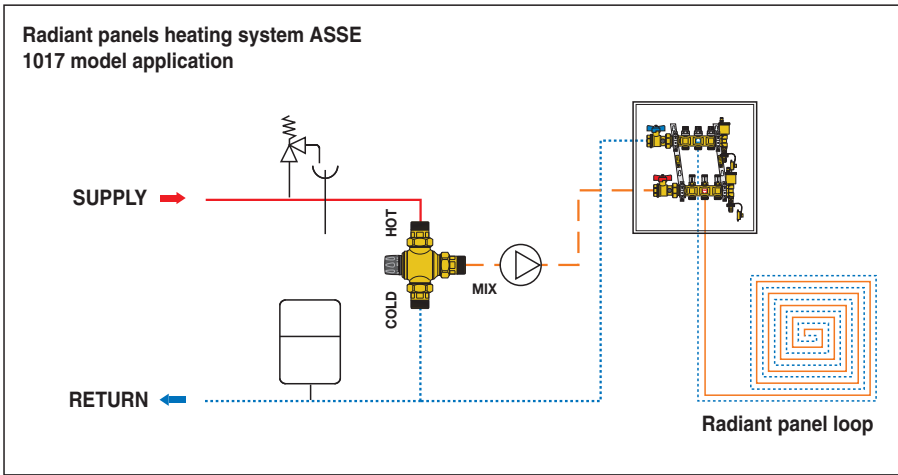 Radiant panels heating system ASSE
1017 model application
SUPPLY
HOT
COLD
MIX
RETURN
Radiant panel loop